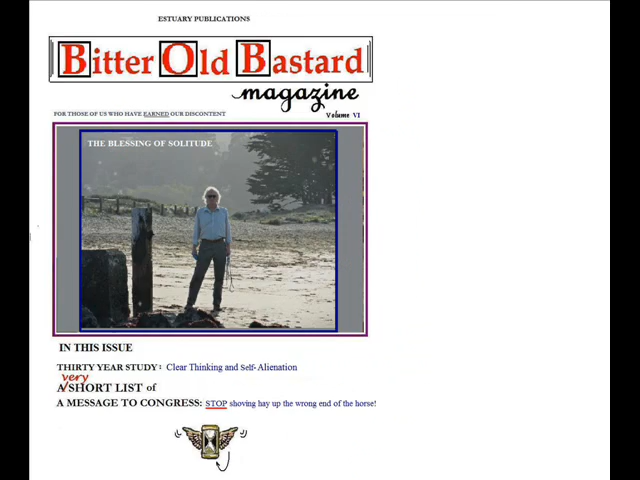 ESTUARY PUBLICATIONS
Bitter Old Bastard
magazine
FOR THOSE OF US WHO HAVE EARNED OUR DISCONTENT
Volume VI
THE BLESSING OF SOLITUDE
IN THIS ISSUE
THIRTY YEAR STUDY: Clear Thinking and Self-Alienation
very
A SHORT LIST of
A MESSAGE TO CONGRESS: STOP shoving hay up the wrong end of the horse!